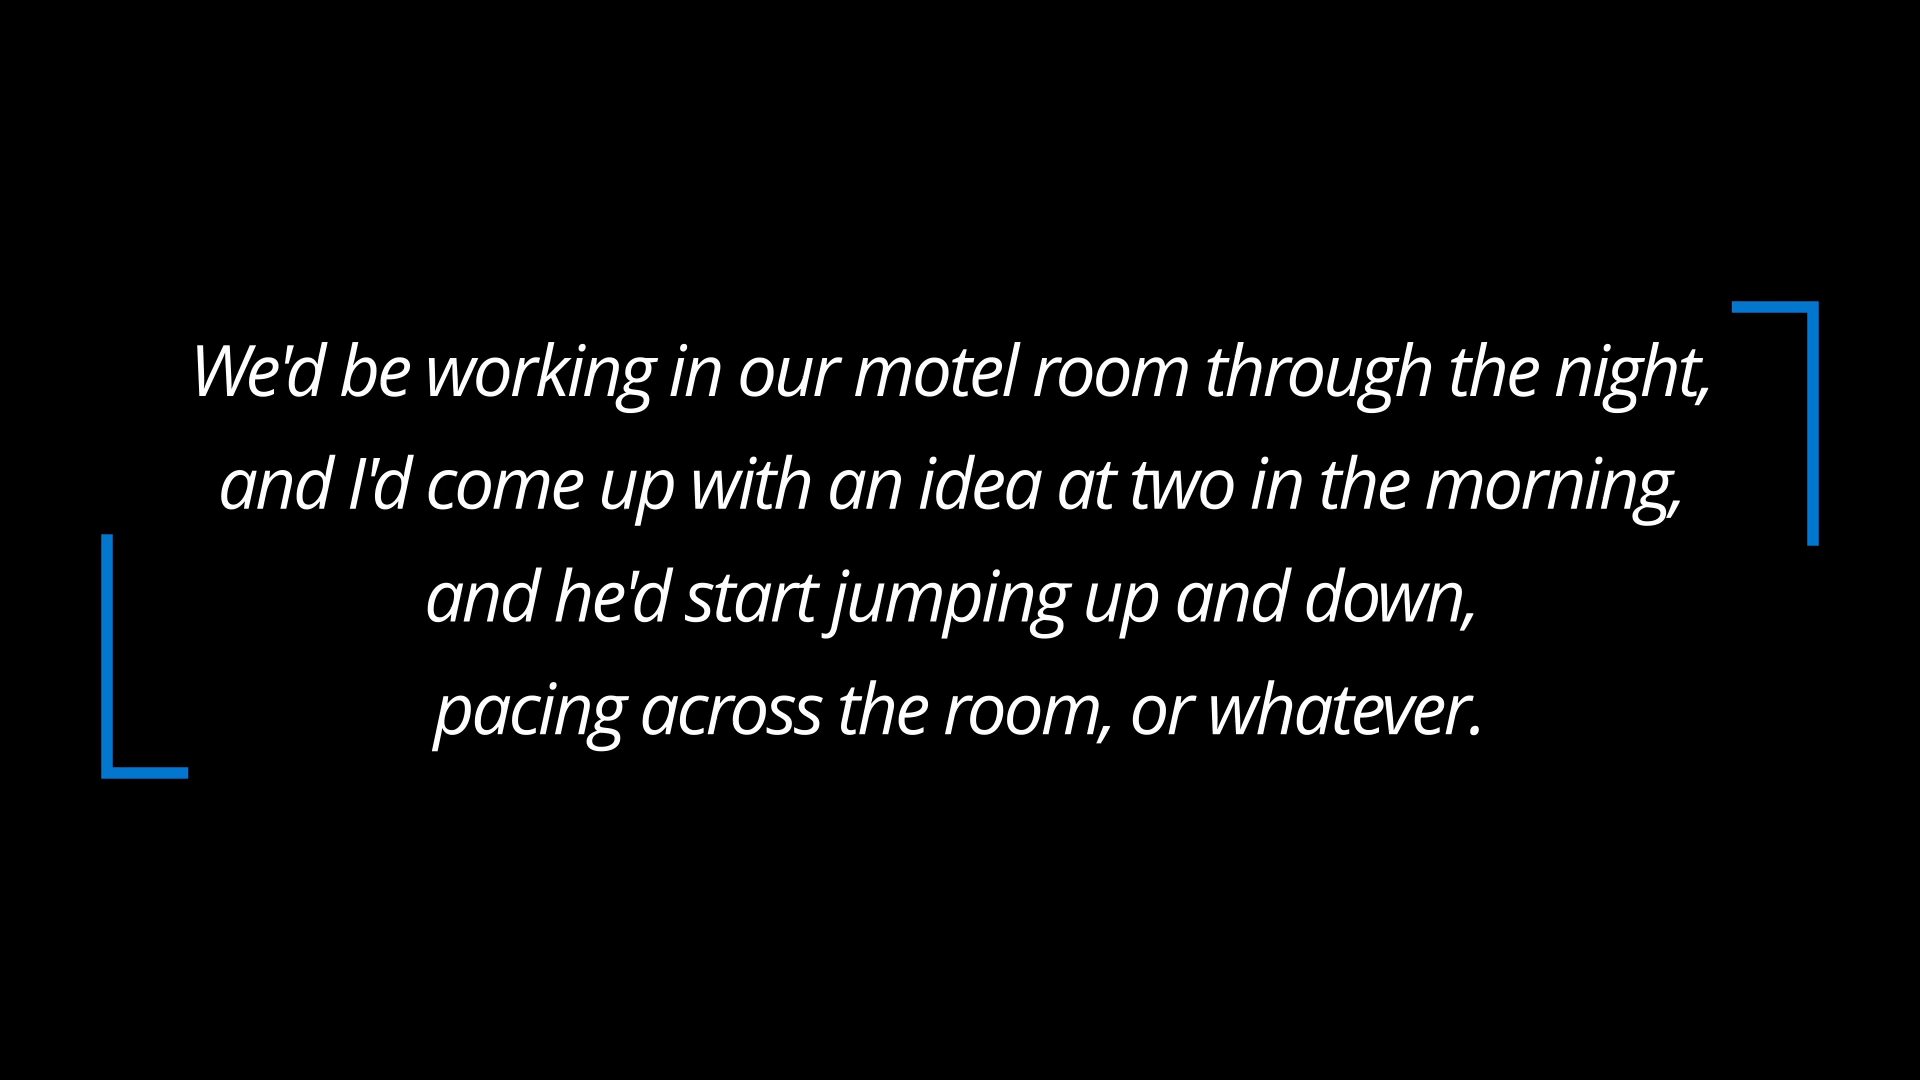 We'd be working in our motel room through the night,
and I'd come up with an idea at two in the morning,
and he'd start jumping up and down,
pacing across the room, or whatever.